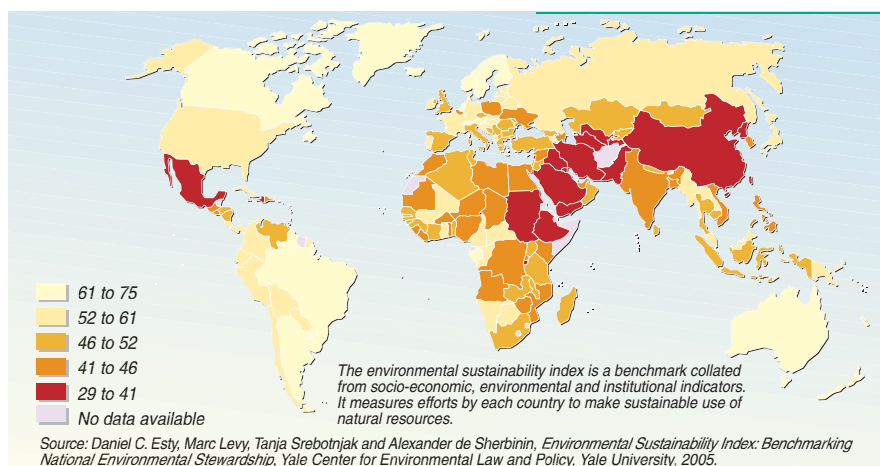 61 to 75
52 to 61
46 to 52
41 to 46
29 to 41
No data available
The environmental sustainability index is a benchmark collated
from socio-economic, environmental and institutional indicators.
It measures efforts by each country to make sustainable use of
natural resources.
Source: Daniel C. Esty, Marc Levy, Tanja Srebotnjak and Alexander de Sherbinin, Environmental Sustainability Index: Benchmarking
National Environmental Stewardship, Yale Center for Environmental Law and Policy, Yale University, 2005.